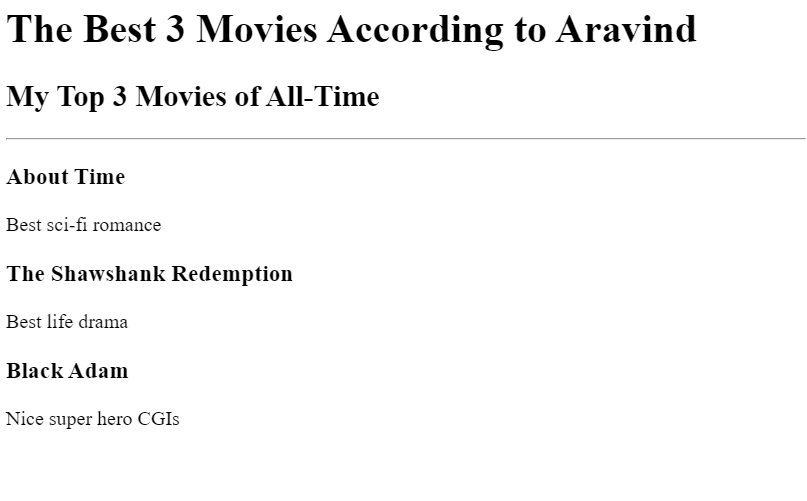 The Best 3 Movies According to Aravind
My Top 3 Movies of All-Time
About Time
Best sci-fi romance
The Shawshank Redemption
Best life drama
Black Adam
Nice super hero CGIs